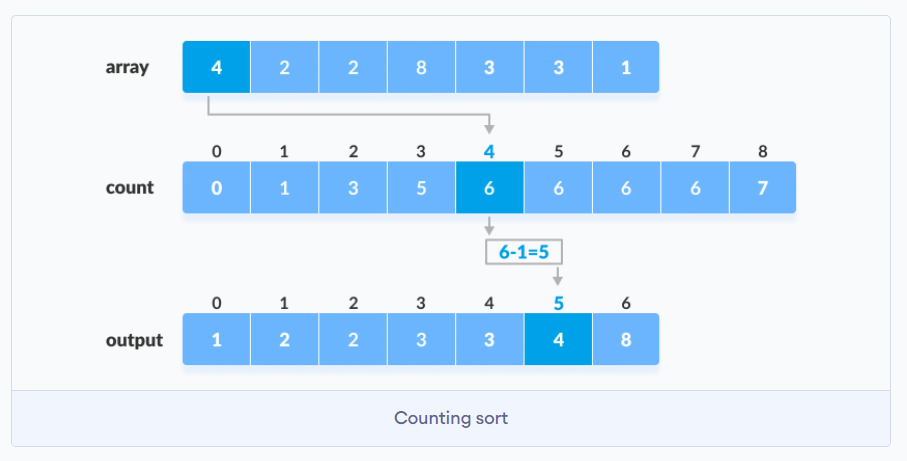 array 4 2 2 8 3 3 1
0 1 2 3 4 5 6 7 8
count 0 1 3 5 6 6 6 6 7
6-1=5
0 1 2 3 4 5 6
output 1 2 2 3 3 4 8
Counting sort